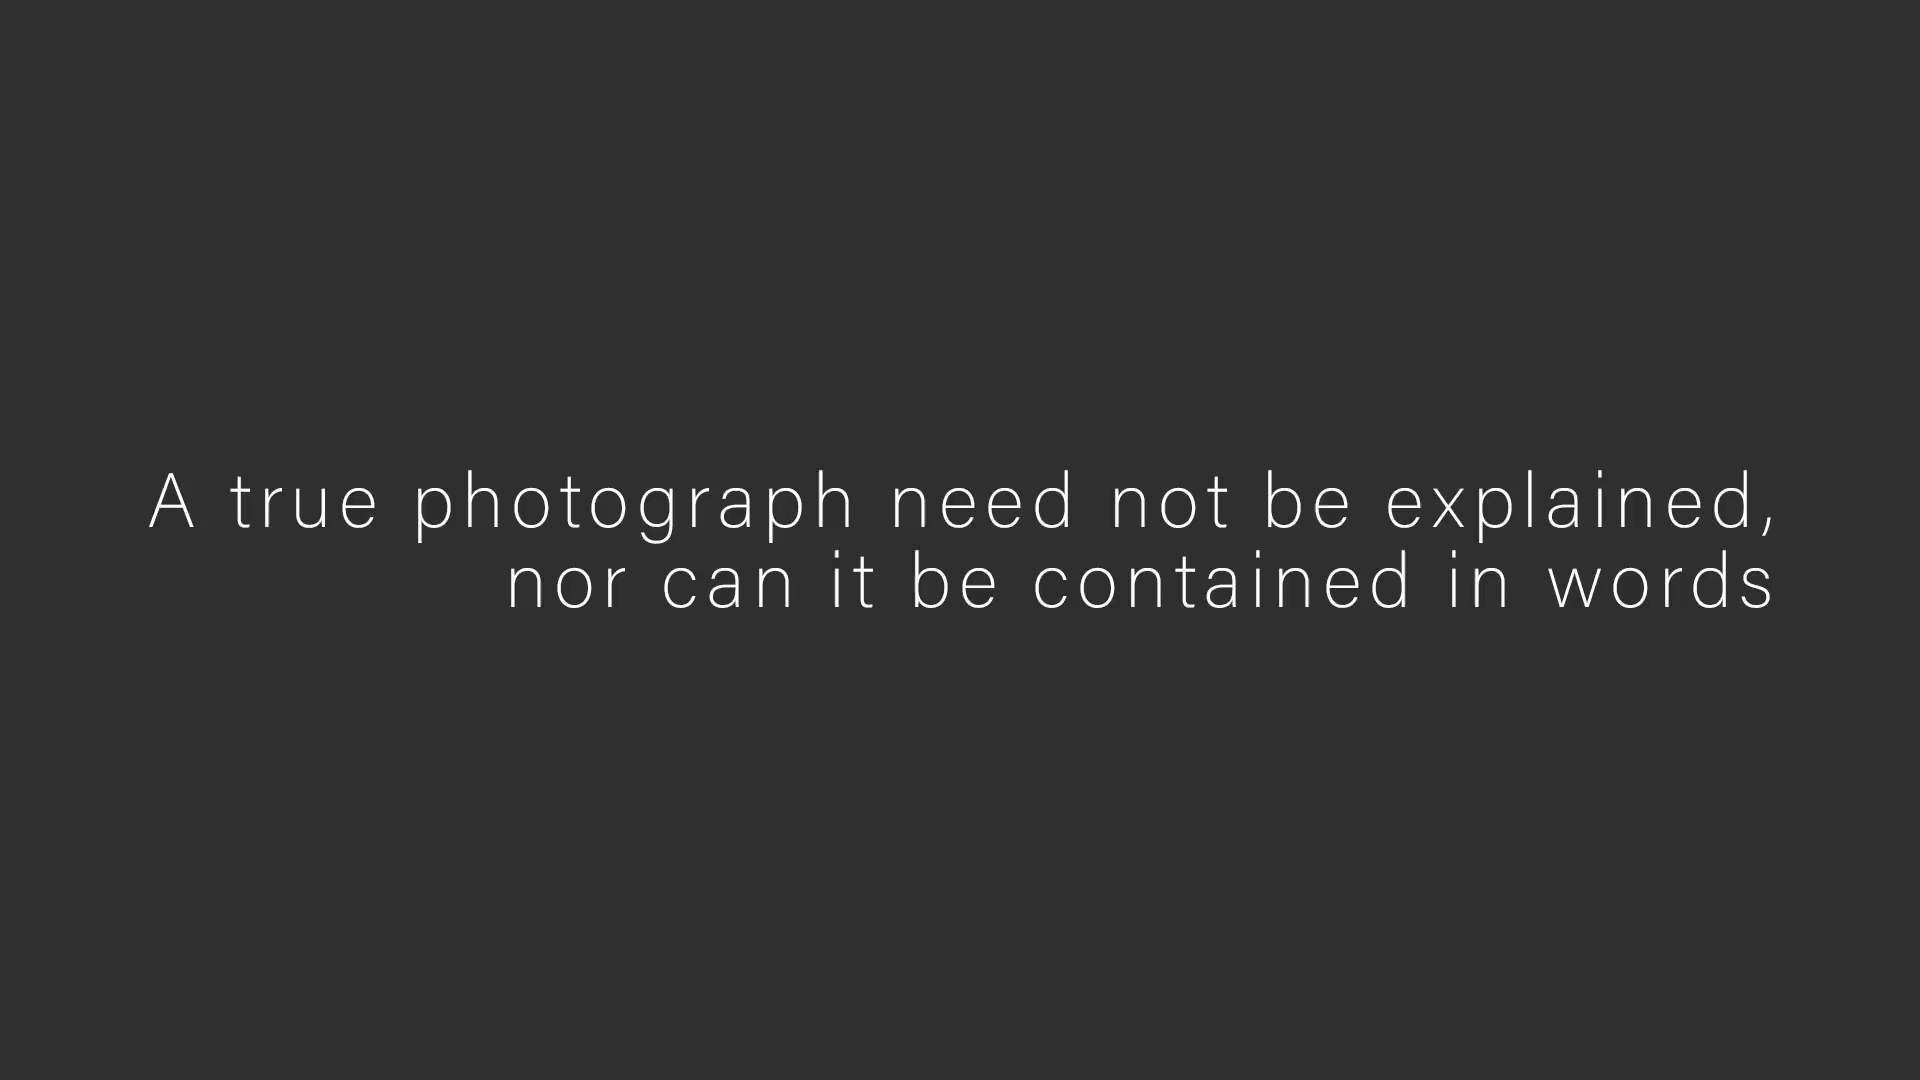 A true photograph need not be explained,
nor can it be contained in words